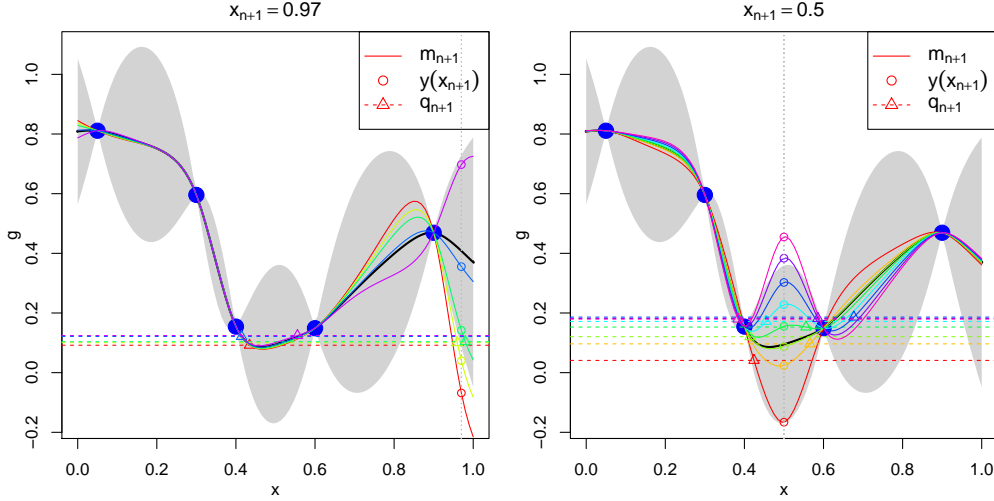 x_{n+1} = 0.97
m_{n+1}
y(x_{n+1})
q_{n+1}
g
−0.2 0.0 0.2 0.4 0.6 0.8 1.0
0.0 0.2 0.4 0.6 0.8 1.0
x
x_{n+1} = 0.5
m_{n+1}
y(x_{n+1})
q_{n+1}
g
−0.2 0.0 0.2 0.4 0.6 0.8 1.0
0.0 0.2 0.4 0.6 0.8 1.0
x